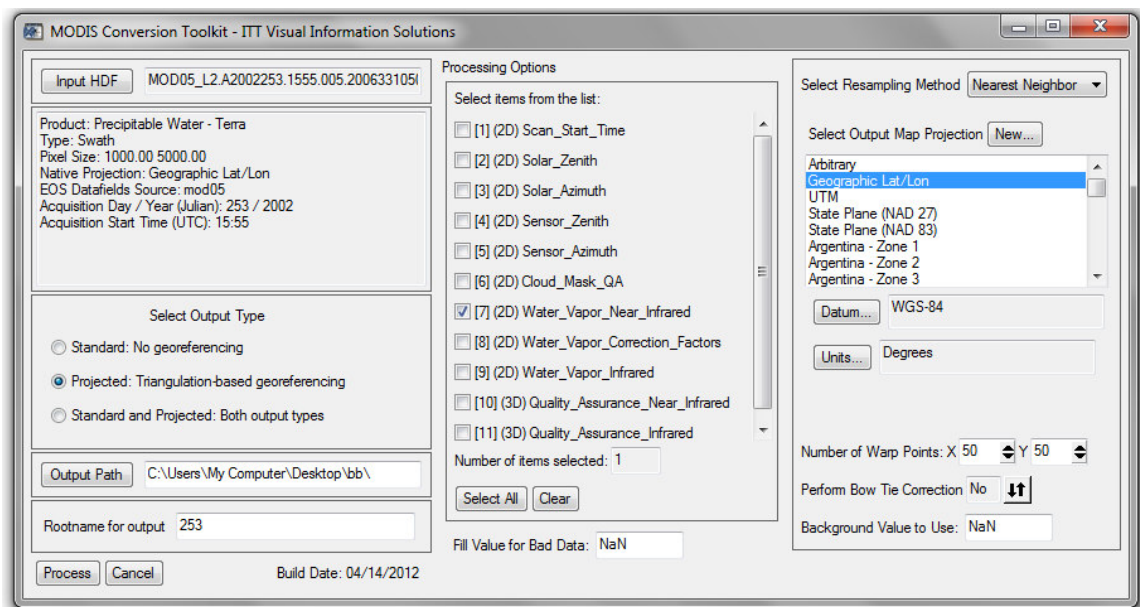 MODIS Conversion Toolkit - ITT Visual Information Solutions
Input HDF
MOD05_L2.A2002253.1555.005.200633105
Product: Precipitable Water - Terra
Type: Swath
Pixel Size: 1000.00 5000.00
Native Projection: Geographic Lat/Lon
EOS Datafields Source: mod05
Acquisition Day / Year (Julian): 253 / 2002
Acquisition Start Time (UTC): 15:55
Select Output Type
Standard: No georeferencing
Projected: Triangulation-based georeferencing
Standard and Projected: Both output types
Output Path
C:\Users\My Computer\Desktop\bb\
Rootname for output
253
Process
Cancel
Build Date: 04/14/2012
Processing Options
Select items from the list:
[1] (2D) Scan_Start_Time
[2] (2D) Solar_Zenith
[3] (2D) Solar_Azimuth
[4] (2D) Sensor_Zenith
[5] (2D) Sensor_Azimuth
[6] (2D) Cloud_Mask_QA
[7] (2D) Water_Vapor_Near_Infrared
[8] (2D) Water_Vapor_Correction_Factors
[9] (2D) Water_Vapor_Infrared
[10] (3D) Quality_Assurance_Near_Infrared
[11] (3D) Quality_Assurance_Infrared
Number of items selected: 1
Select All
Clear
Fill Value for Bad Data: NaN
Select Resampling Method Nearest Neighbor
Select Output Map Projection New...
Arbitrary
Geographic Lat/Lon
UTM
State Plane (NAD 27)
State Plane (NAD 83)
Argentina - Zone 1
Argentina - Zone 2
Argentina - Zone 3
Datum... WGS-84
Units... Degrees
Number of Warp Points: X 50 Y 50
Perform Bow Tie Correction No
Background Value to Use: NaN